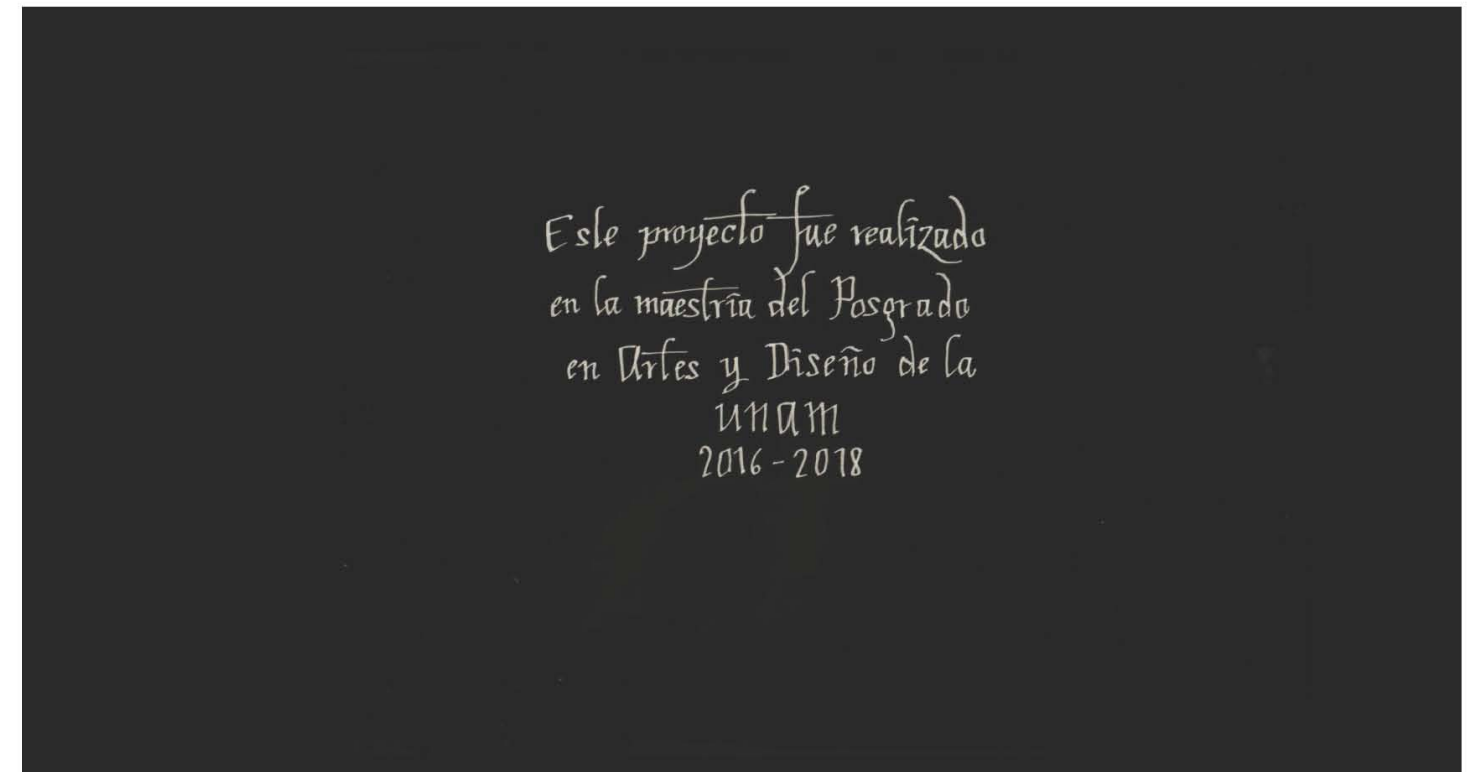 Este proyecto fue realizado
en la maestría del Posgrado
en Artes y Diseño de la
UNAM
2016-2018